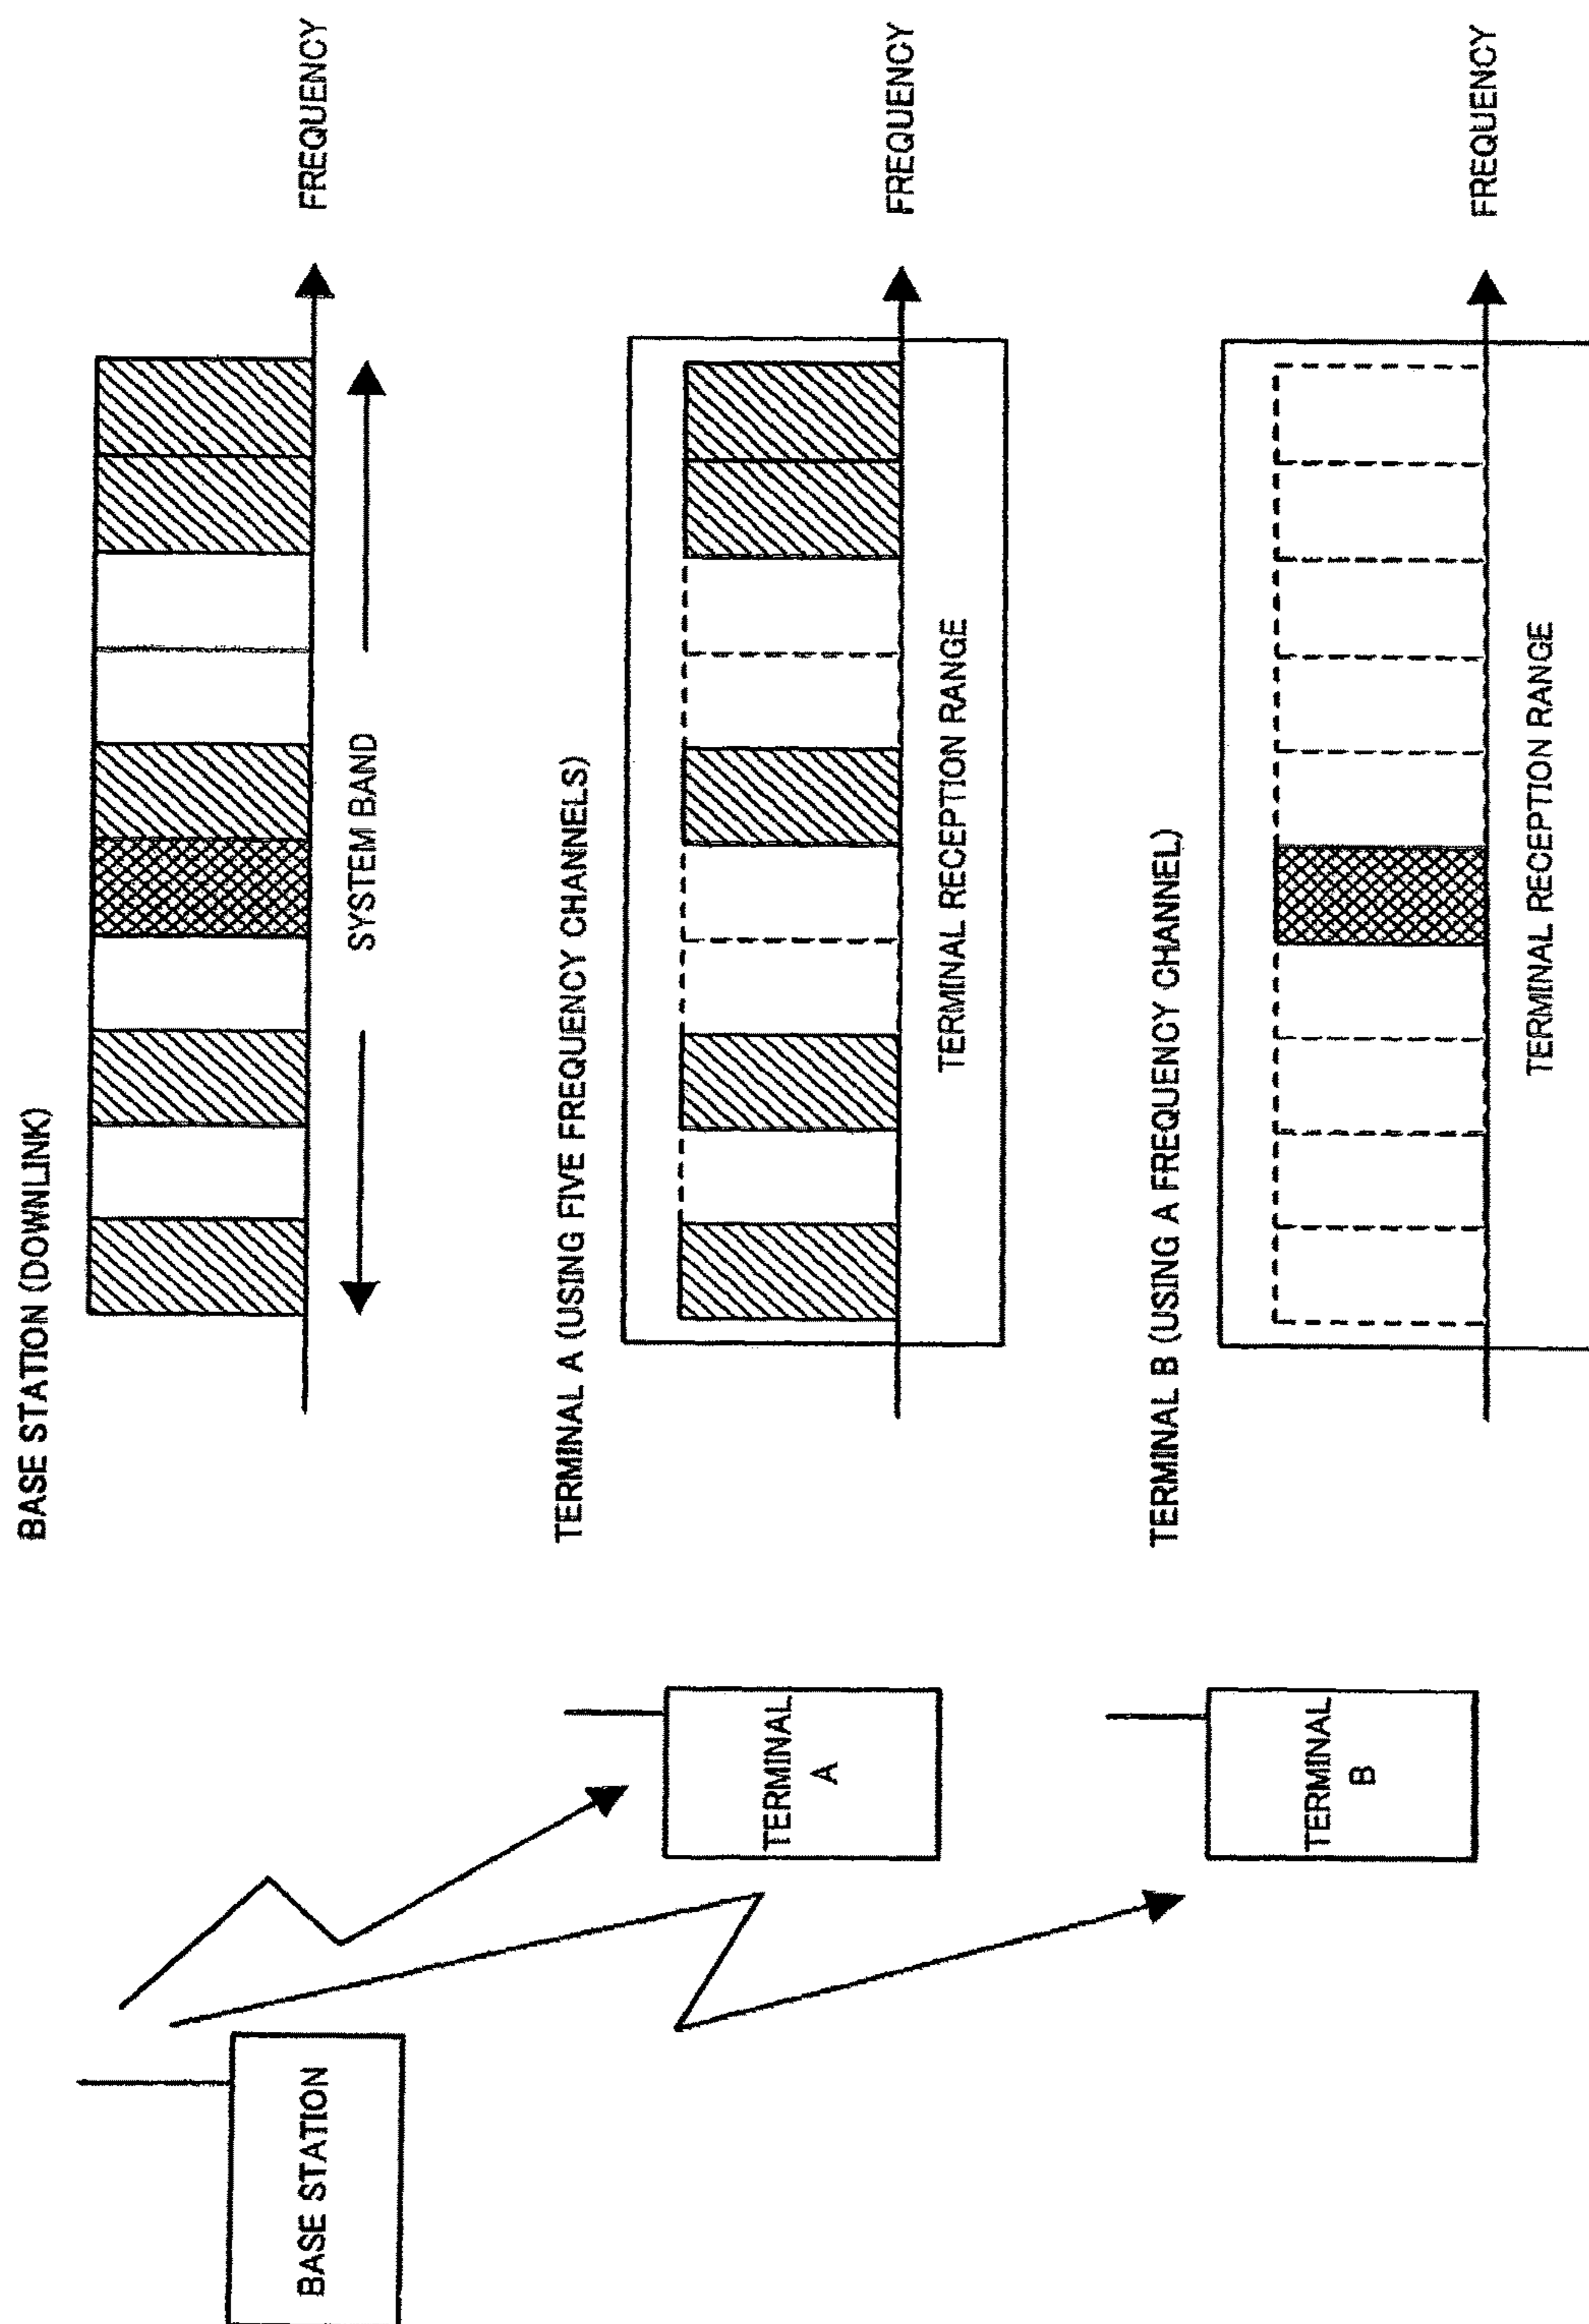 BASE STATION (DOWNLINK)
FREQUENCY
SYSTEM BAND
BASE STATION
TERMINAL A (USING FIVE FREQUENCY CHANNELS)
FREQUENCY
TERMINAL RECEPTION RANGE
TERMINAL
A
TERMINAL B (USING A FREQUENCY CHANNEL)
FREQUENCY
TERMINAL RECEPTION RANGE
TERMINAL
B